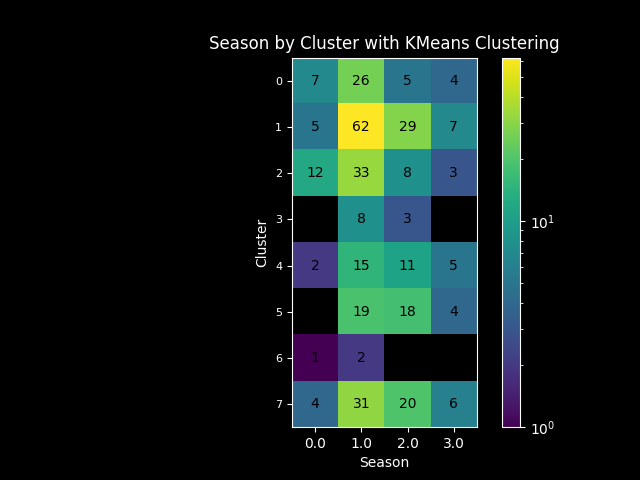 Season by Cluster with KMeans Clustering
0 7 26 5 4
1 5 62 29 7
2 12 33 8 3
3 8 3
4 2 15 11 5
5 19 18 4
6 1 2
7 4 31 20 6
0.0 1.0 2.0 3.0
Season
Cluster
10¹
10⁰